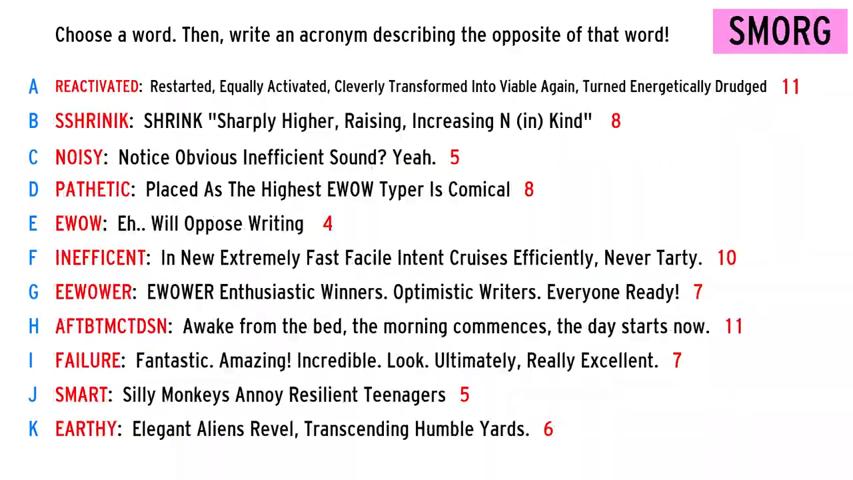 Choose a word. Then, write an acronym describing the opposite of that word!
SMORG
A REACTIVATED: Restarted, Equally Activated, Cleverly Transformed Into Viable Again, Turned Energetically Drudged 11
B SSHRINIK: SHRINK "Sharply Higher, Raising, Increasing N (in) Kind" 8
C NOISY: Notice Obvious Inefficient Sound? Yeah. 5
D PATHETIC: Placed As The Highest EWOW Typer Is Comical 8
E EWOW: Eh.. Will Oppose Writing 4
F INEFFICENT: In New Extremely Fast Facile Intent Cruises Efficiently, Never Tarty. 10
G EEWOWER: EWOWER Enthusiastic Winners. Optimistic Writers. Everyone Ready! 7
H AFTBTMCTDSN: Awake from the bed, the morning commences, the day starts now. 11
I FAILURE: Fantastic. Amazing! Incredible. Look. Ultimately, Really Excellent. 7
J SMART: Silly Monkeys Annoy Resilient Teenagers 5
K EARTHY: Elegant Aliens Revel, Transcending Humble Yards. 6